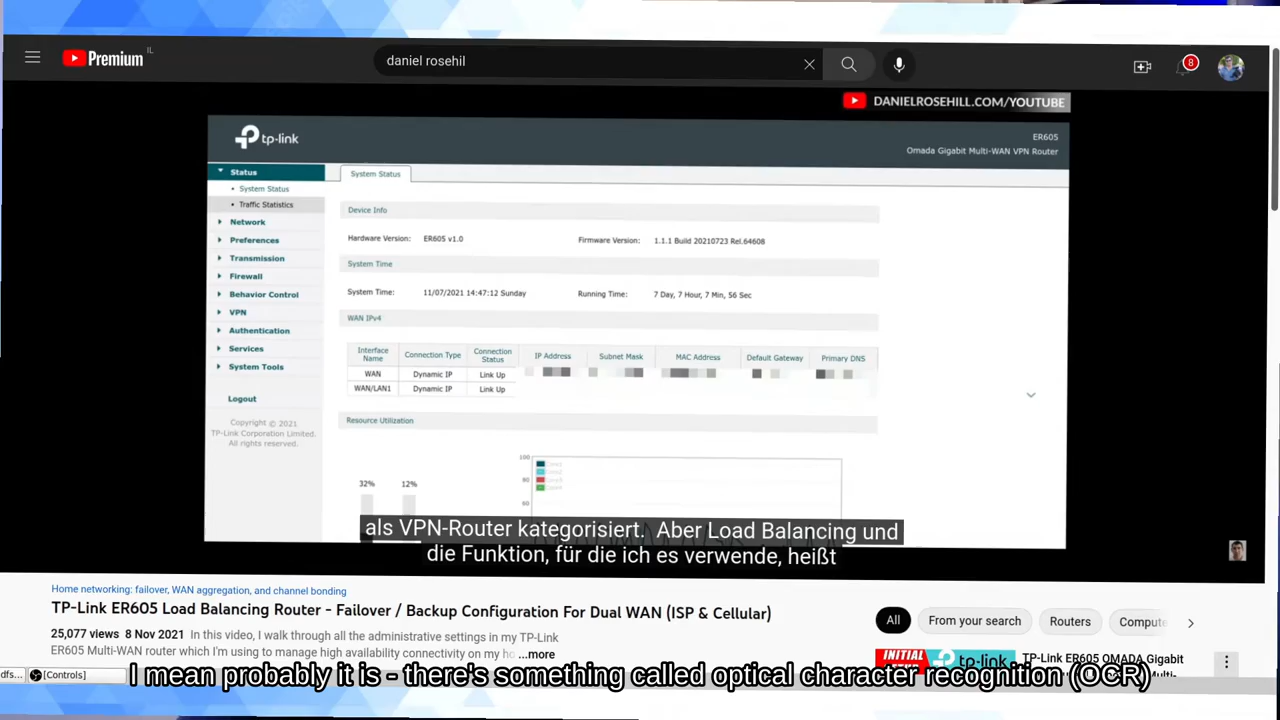 Premium IL
daniel rosehil
8
DANIELROSEHILL.COM/YOUTUBE
tp-link
ER605
Omada Gigabit Multi-WAN VPN Router
Status
System Status
Traffic Statistics
Network
Preferences
Transmission
Firewall
Behavior Control
VPN
Authentication
Services
System Tools
Logout
Copyright © 2021
TP-Link Corporation Limited.
All rights reserved.
System Status
Device Info
Hardware Version: ER605 v1.0 Firmware Version: 1.1.1 Build 20210723 Rel.64608
System Time
System Time: 11/07/2021 14:47:12 Sunday Running Time: 7 Day, 7 Hour, 7 Min, 56 Sec
WAN IPv4
Interface Name Connection Type Connection Status IP Address Subnet Mask MAC Address Default Gateway Primary DNS
WAN Dynamic IP Link Up
WAN/LAN1 Dynamic IP Link Up
Resource Utilization
32% 12%
100
80
60
als VPN-Router kategorisiert. Aber Load Balancing und
die Funktion, für die ich es verwende, heißt
Home networking: failover, WAN aggregation, and channel bonding
TP-Link ER605 Load Balancing Router - Failover / Backup Configuration For Dual WAN (ISP & Cellular)
25,077 views 8 Nov 2021 In this video, I walk through all the administrative settings in my TP-Link
ER605 Multi-WAN router which I'm using to manage high availability connectivity on my ho ...more
All From your search Routers Compute
INITIAL
tp-link
TP-Link ER605 OMADA Gigabit
dfs... [Controls]
I mean probably it is - there's something called optical character recognition (OCR)